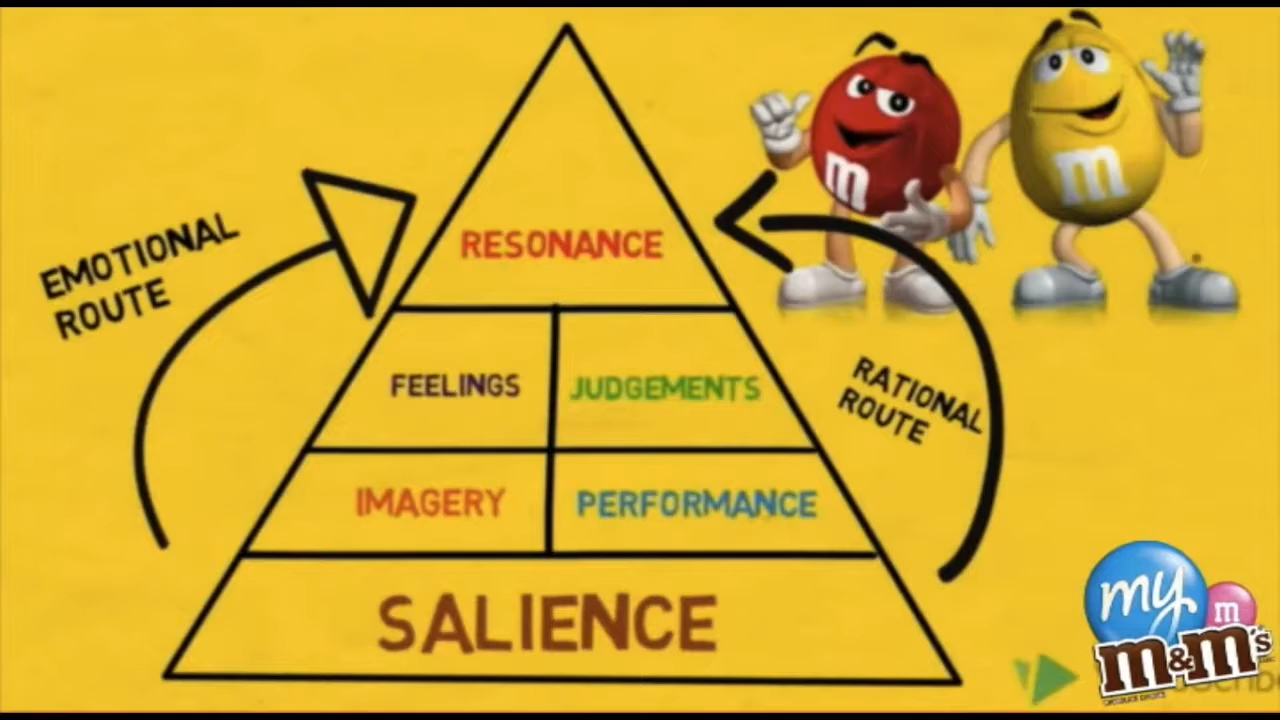 m
m
EMOTIONAL
ROUTE
RESONANCE
RATIONAL
ROUTE
FEELINGS
JUDGEMENTS
IMAGERY
PERFORMANCE
SALIENCE
my
m
m&m's